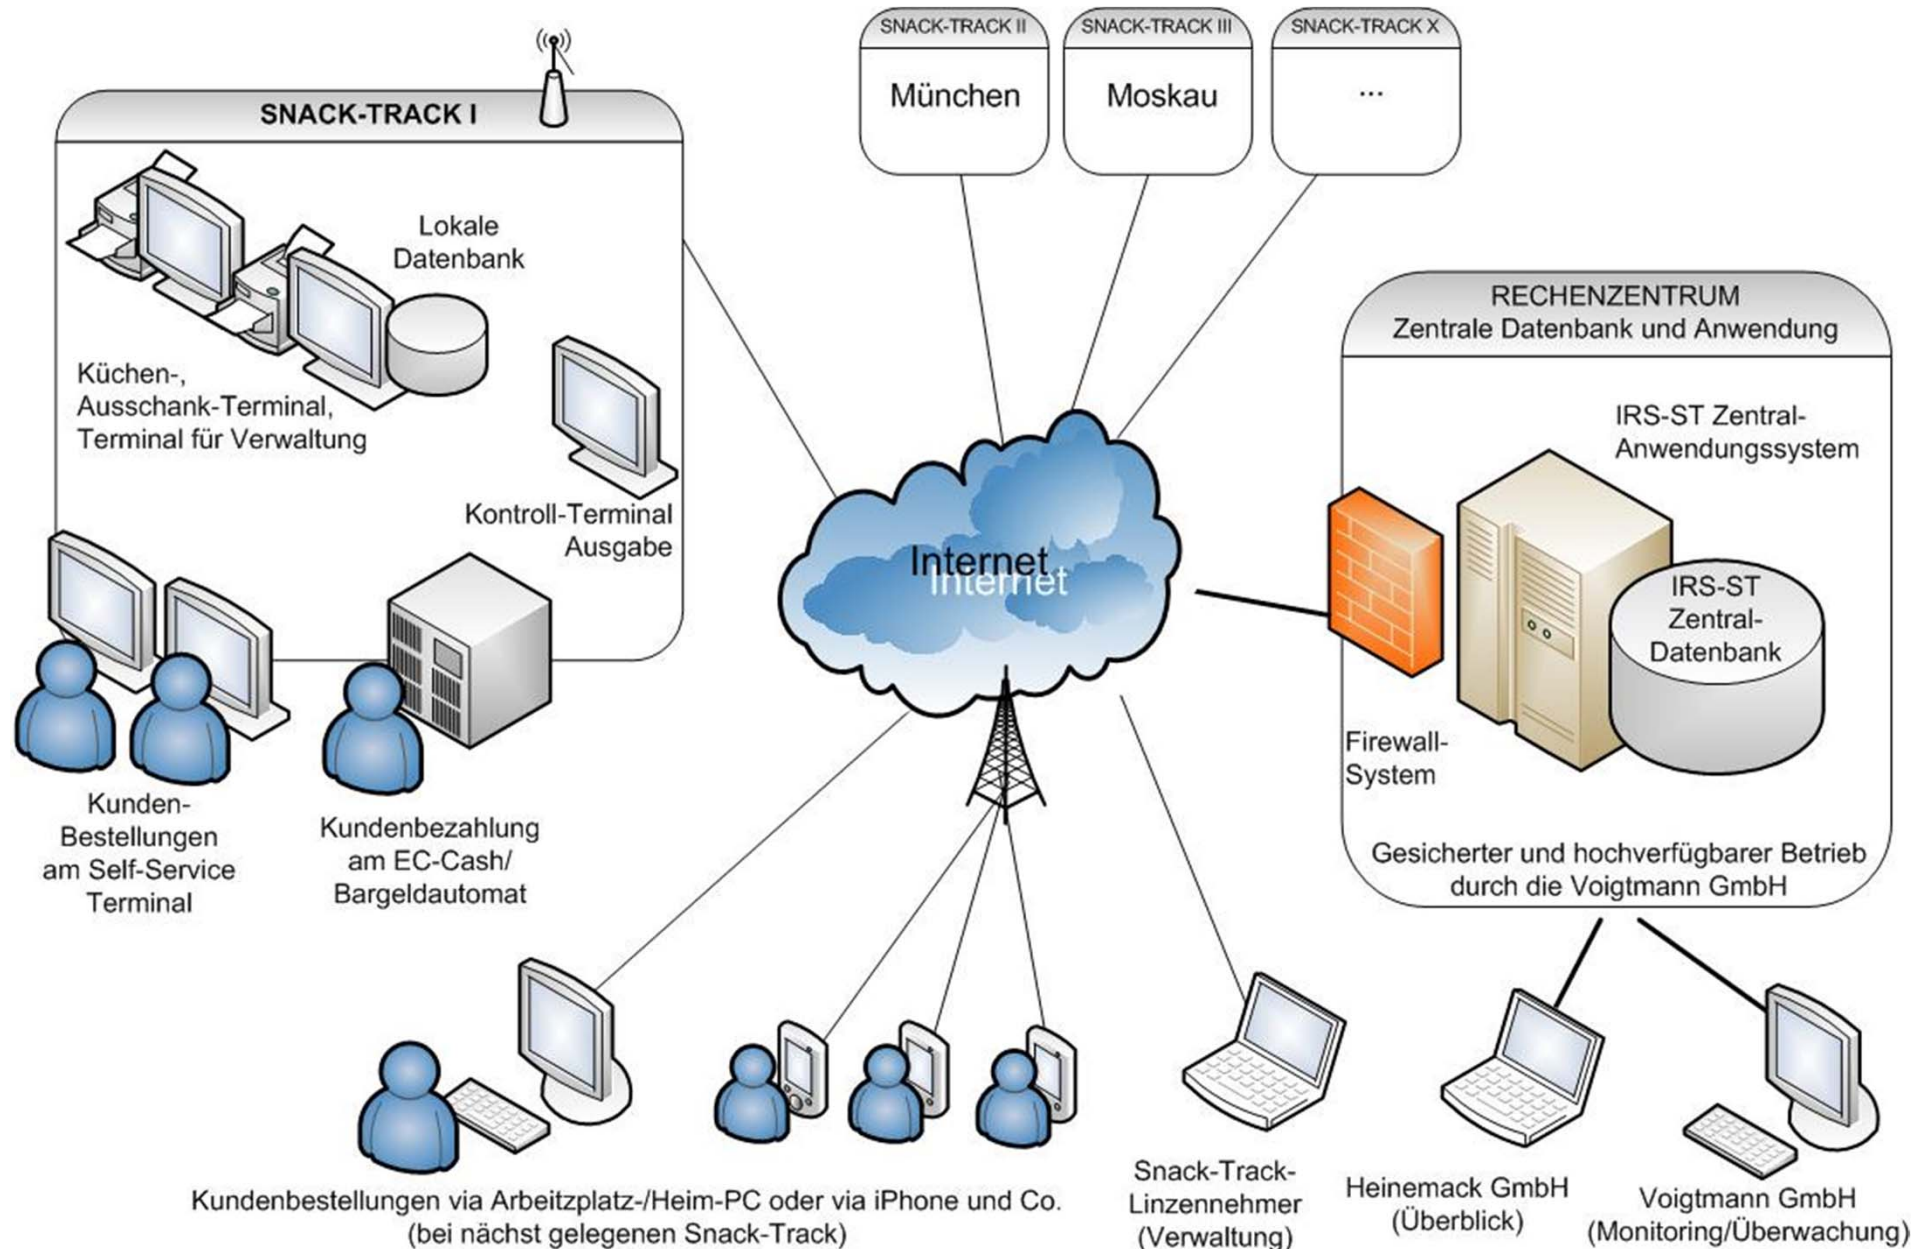 SNACK-TRACK I
Lokale
Datenbank
Küchen-,
Ausschank-Terminal,
Terminal für Verwaltung
Kontroll-Terminal
Ausgabe
Kunden-
Bestellungen
am Self-Service
Terminal
Kundenbezahlung
am EC-Cash/
Bargeldautomat
SNACK-TRACK II
München
SNACK-TRACK III
Moskau
SNACK-TRACK X
...
Internet
Internet
RECHENZENTRUM
Zentrale Datenbank und Anwendung
IRS-ST Zentral-
Anwendungssystem
IRS-ST
Zentral-
Datenbank
Firewall-
System
Gesicherter und hochverfügbarer Betrieb
durch die Voigtmann GmbH
Kundenbestellungen via Arbeitzplatz-/Heim-PC oder via iPhone und Co.
(bei nächst gelegenen Snack-Track)
Snack-Track-
Linzennehmer
(Verwaltung)
Heinemack GmbH
(Überblick)
Voigtmann GmbH
(Monitoring/Überwachung)